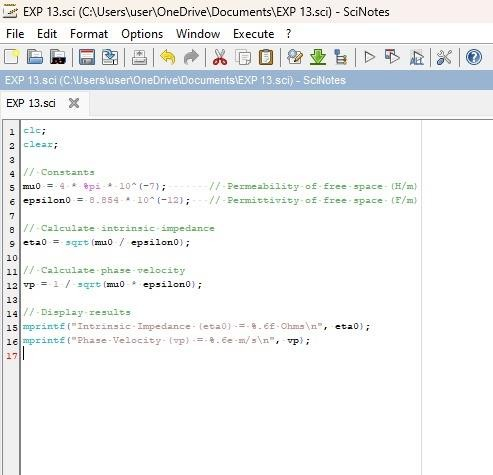 EXP 13.sci (C:\Users\user\OneDrive\Documents\EXP 13.sci) - SciNotes
File Edit Format Options Window Execute ?
EXP 13.sci (C:\Users\user\OneDrive\Documents\EXP 13.sci) - SciNotes
EXP 13.sci
1 clc;
2 clear;
3
4 // Constants
5 mu0 = 4 * %pi * 10^(-7); // Permeability of free space (H/m)
6 epsilon0 = 8.854 * 10^(-12); // Permittivity of free space (F/m)
7
8 // Calculate intrinsic impedance
9 eta0 = sqrt(mu0 / epsilon0);
10
11 // Calculate phase velocity
12 vp = 1 / sqrt(mu0 * epsilon0);
13
14 // Display results
15 mprintf("Intrinsic Impedance (eta0) = %.6f Ohms\n", eta0);
16 mprintf("Phase Velocity (vp) = %.6e m/s\n", vp);
17